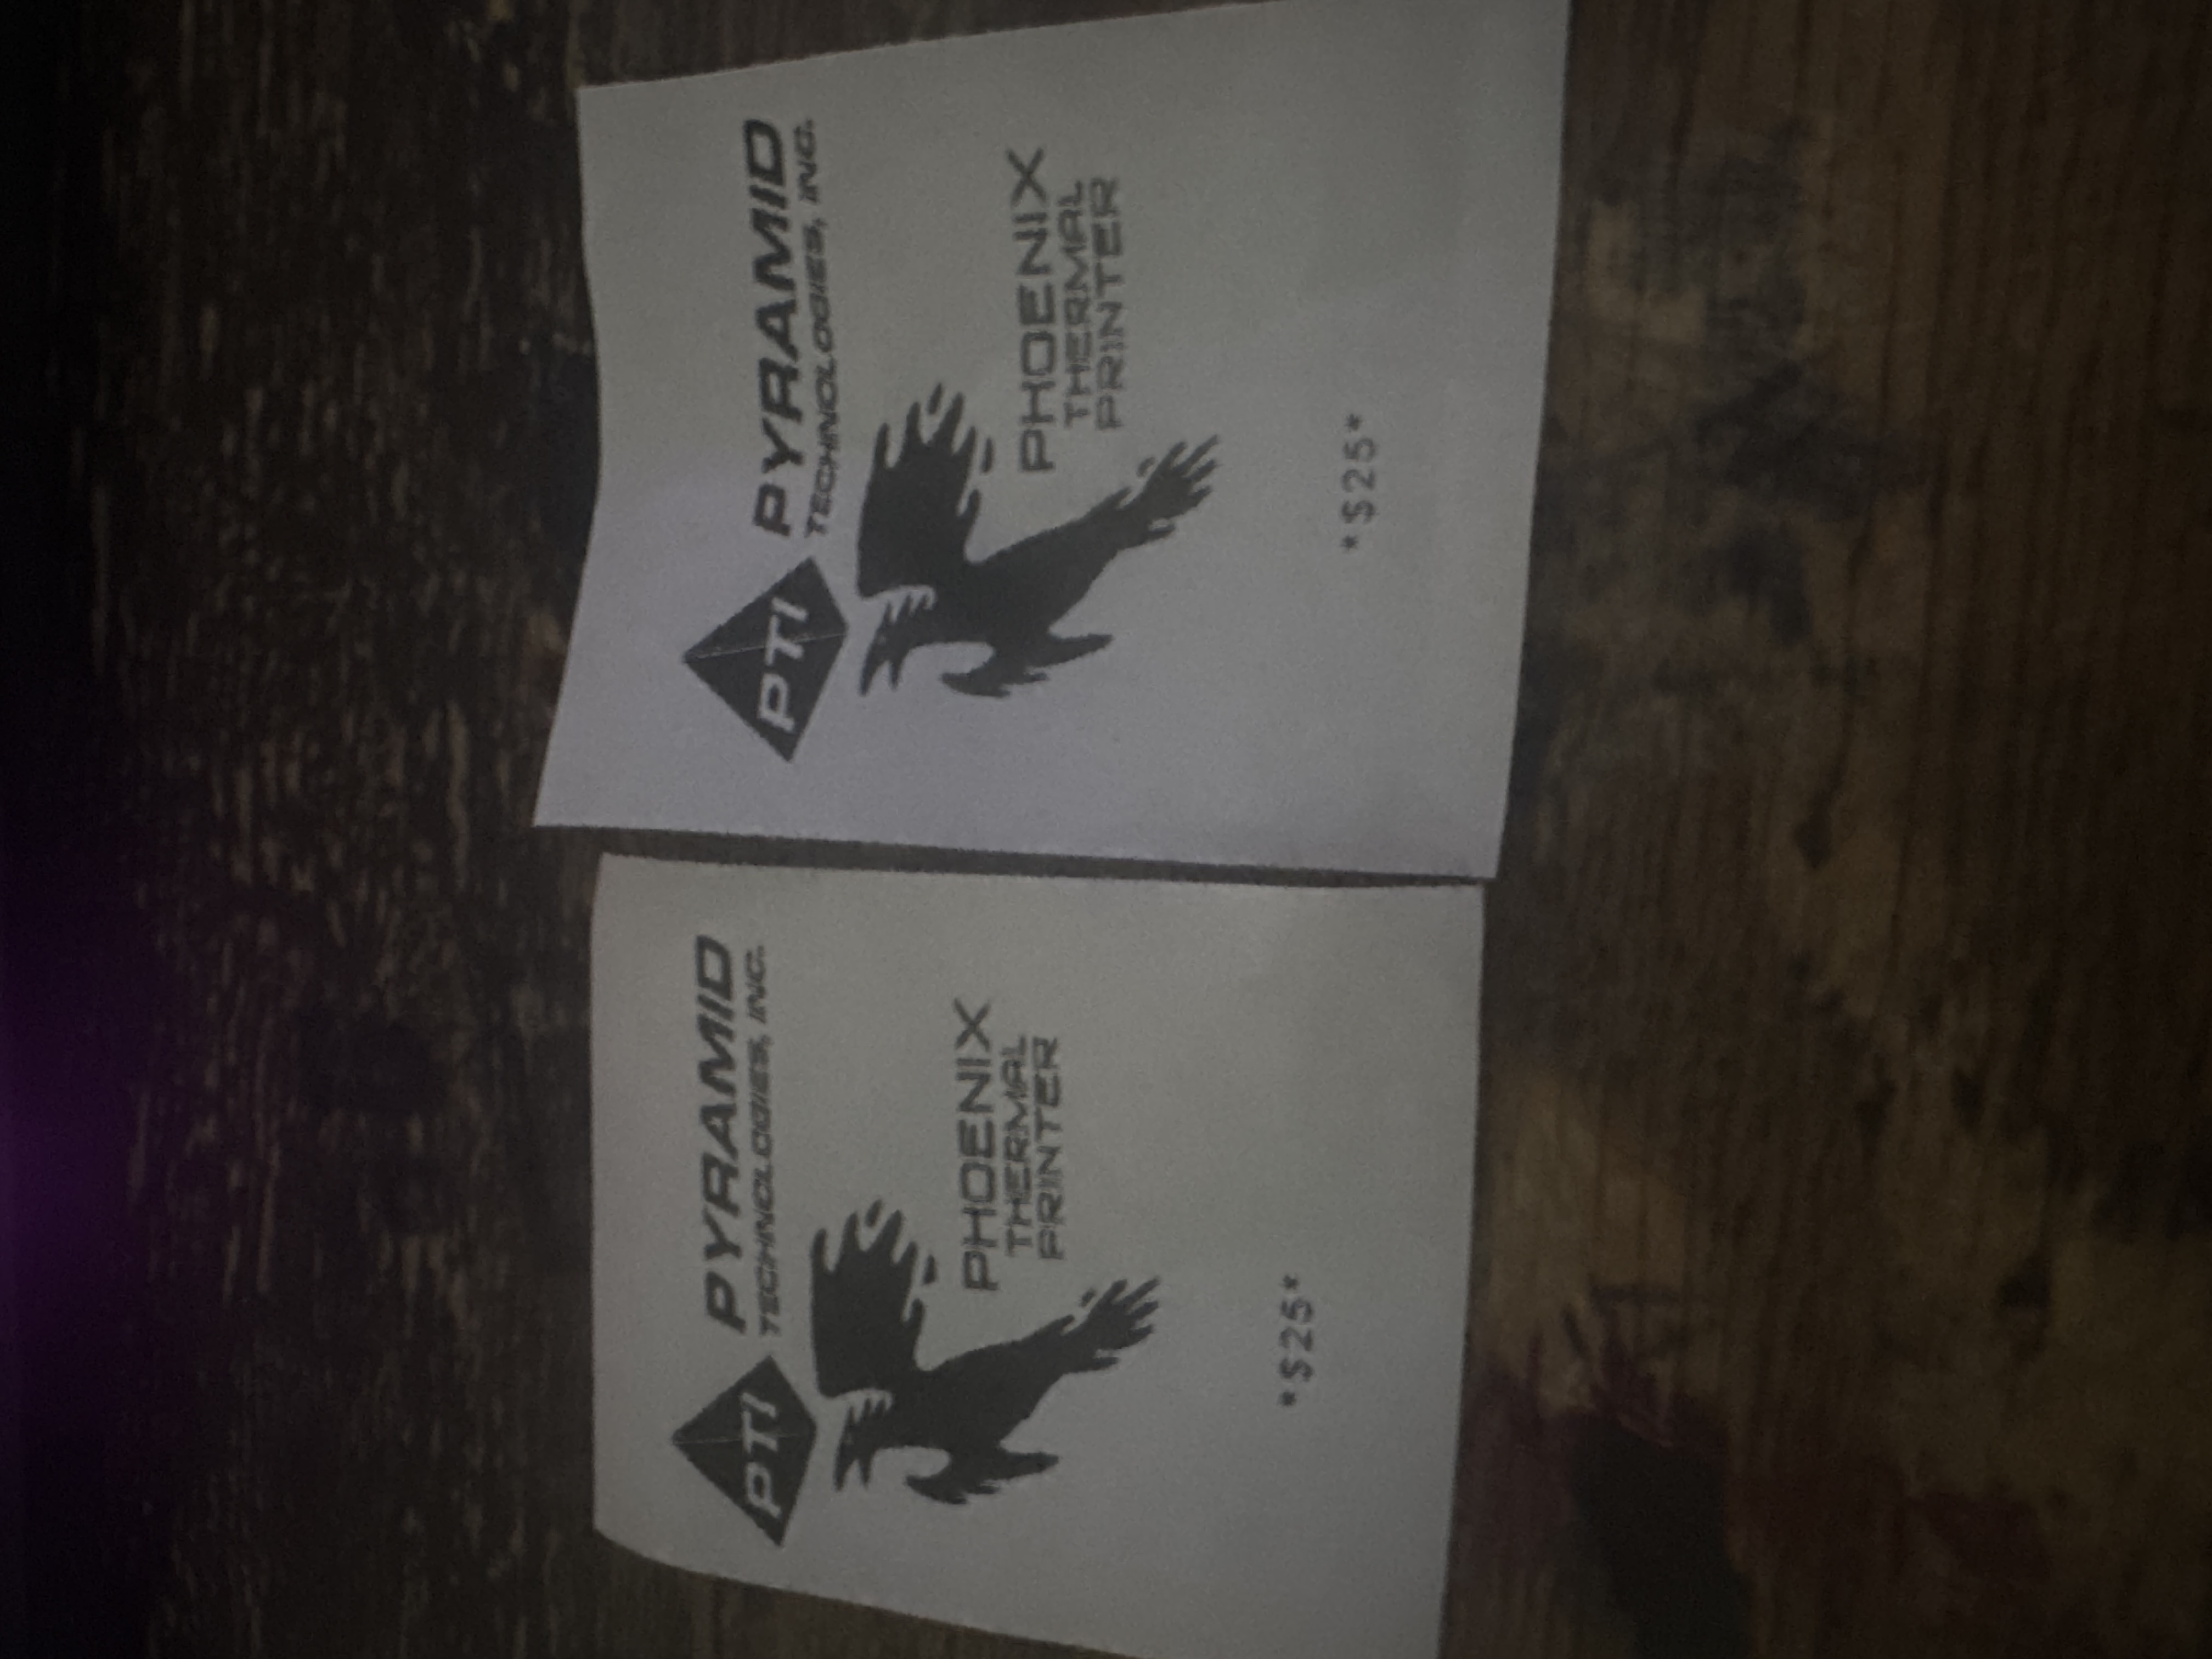 PTI
PYRAMID
TECHNOLOGIES, INC.
PHOENIX
THERMAL
PRINTER
*$25*
PTI
PYRAMID
TECHNOLOGIES, INC.
PHOENIX
THERMAL
PRINTER
*$25*